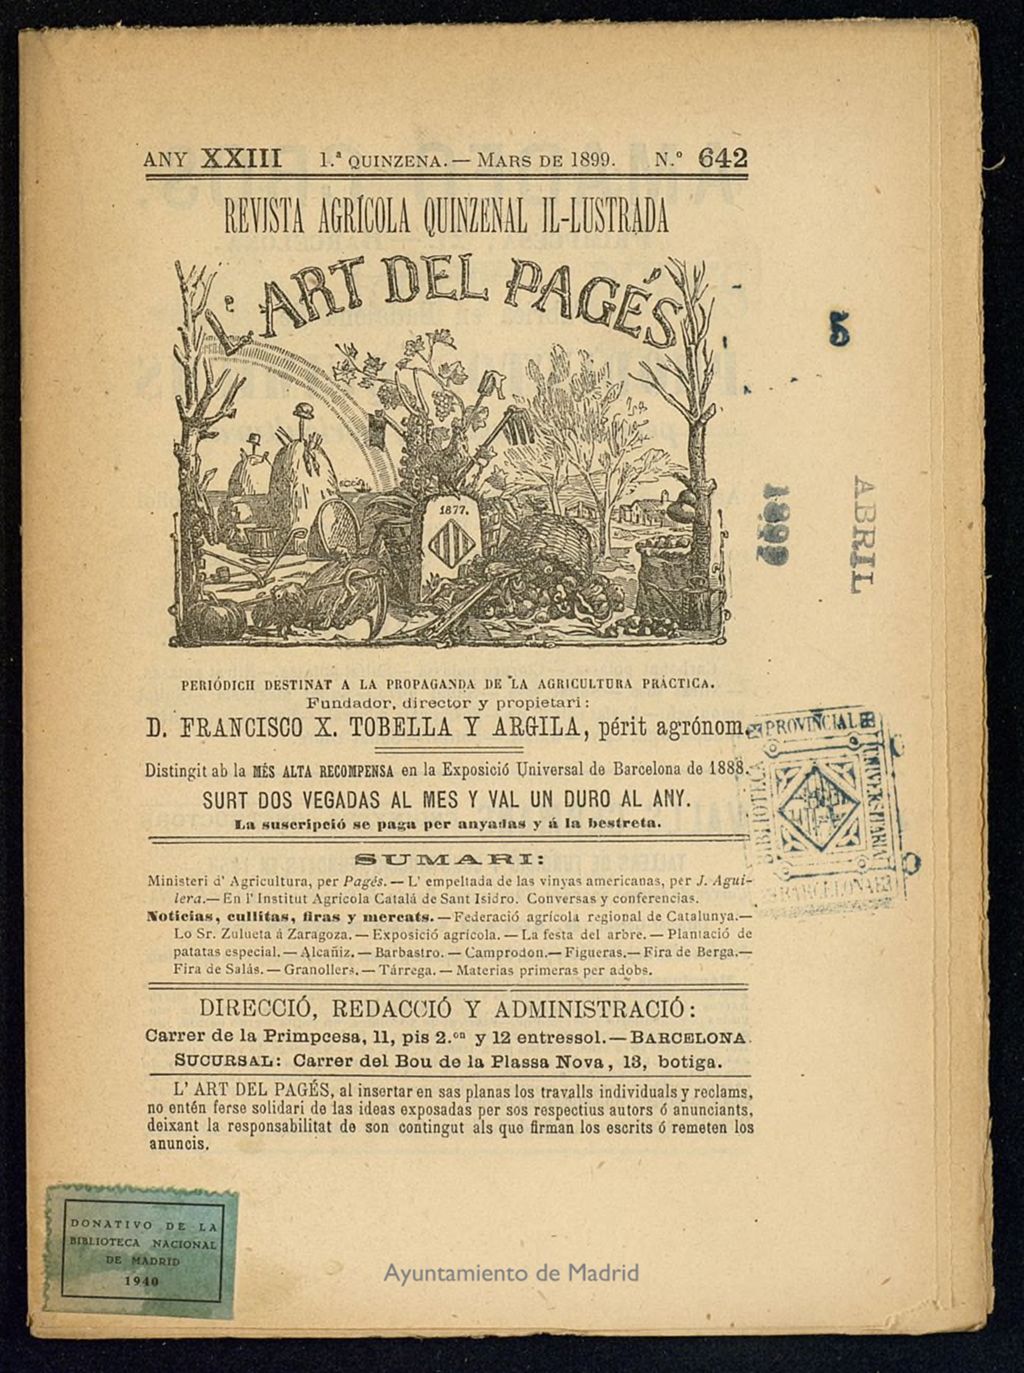 ANY XXIII 1.ª QUINZENA. — MARS DE 1899. N.º 642
REVISTA AGRÍCOLA QUINZENAL IL-LUSTRADA
L' ART DEL PAGÉS
1877.
5
ABRIL
1899
PERIÓDICH DESTINAT A LA PROPAGANDA DE LA AGRICULTURA PRÁCTICA.
Fundador, director y propietari:
D. FRANCISCO X. TOBELLA Y ARGILA, périt agrónom.
Distingit ab la MÉS ALTA RECOMPENSA en la Exposició Universal de Barcelona de 1888.
SURT DOS VEGADAS AL MES Y VAL UN DURO AL ANY.
La suscripció se paga per anyadas y á la bestreta.
SUMARI:
Ministeri d' Agricultura, per Pagés. — L' empeltada de las vinyas americanas, per J. Agui-
lera.— En l' Institut Agrícola Catalá de Sant Isidro. Conversas y conferencias.
Noticias, cullitas, firas y mercats. — Federació agrícola regional de Catalunya.—
Lo Sr. Zulueta á Zaragoza. — Exposició agrícola. — La festa del arbre. — Plantació de
patatas especial. — Alcañiz. — Barbastro. — Camprodon.— Figueras.— Fira de Berga.—
Fira de Salás. — Granollers. — Tárrega. — Materias primeras per adobs.
DIRECCIÓ, REDACCIÓ Y ADMINISTRACIÓ:
Carrer de la Primpcesa, 11, pis 2.on y 12 entressol. — BARCELONA.
SUCURSAL: Carrer del Bou de la Plassa Nova, 13, botiga.
L' ART DEL PAGÉS, al insertar en sas planas los travalls individuals y reclams,
no entén ferse solidari de las ideas exposadas per sos respectius autors ó anunciants,
deixant la responsabilitat de son contingut als que firman los escrits ó remeten los
anuncis.
BIBLIOTECA PROVINCIAL É UNIVERSITARIA
BARCELONA
DONATIVO DE LA
BIBLIOTECA NACIONAL
DE MADRID
1940
Ayuntamiento de Madrid